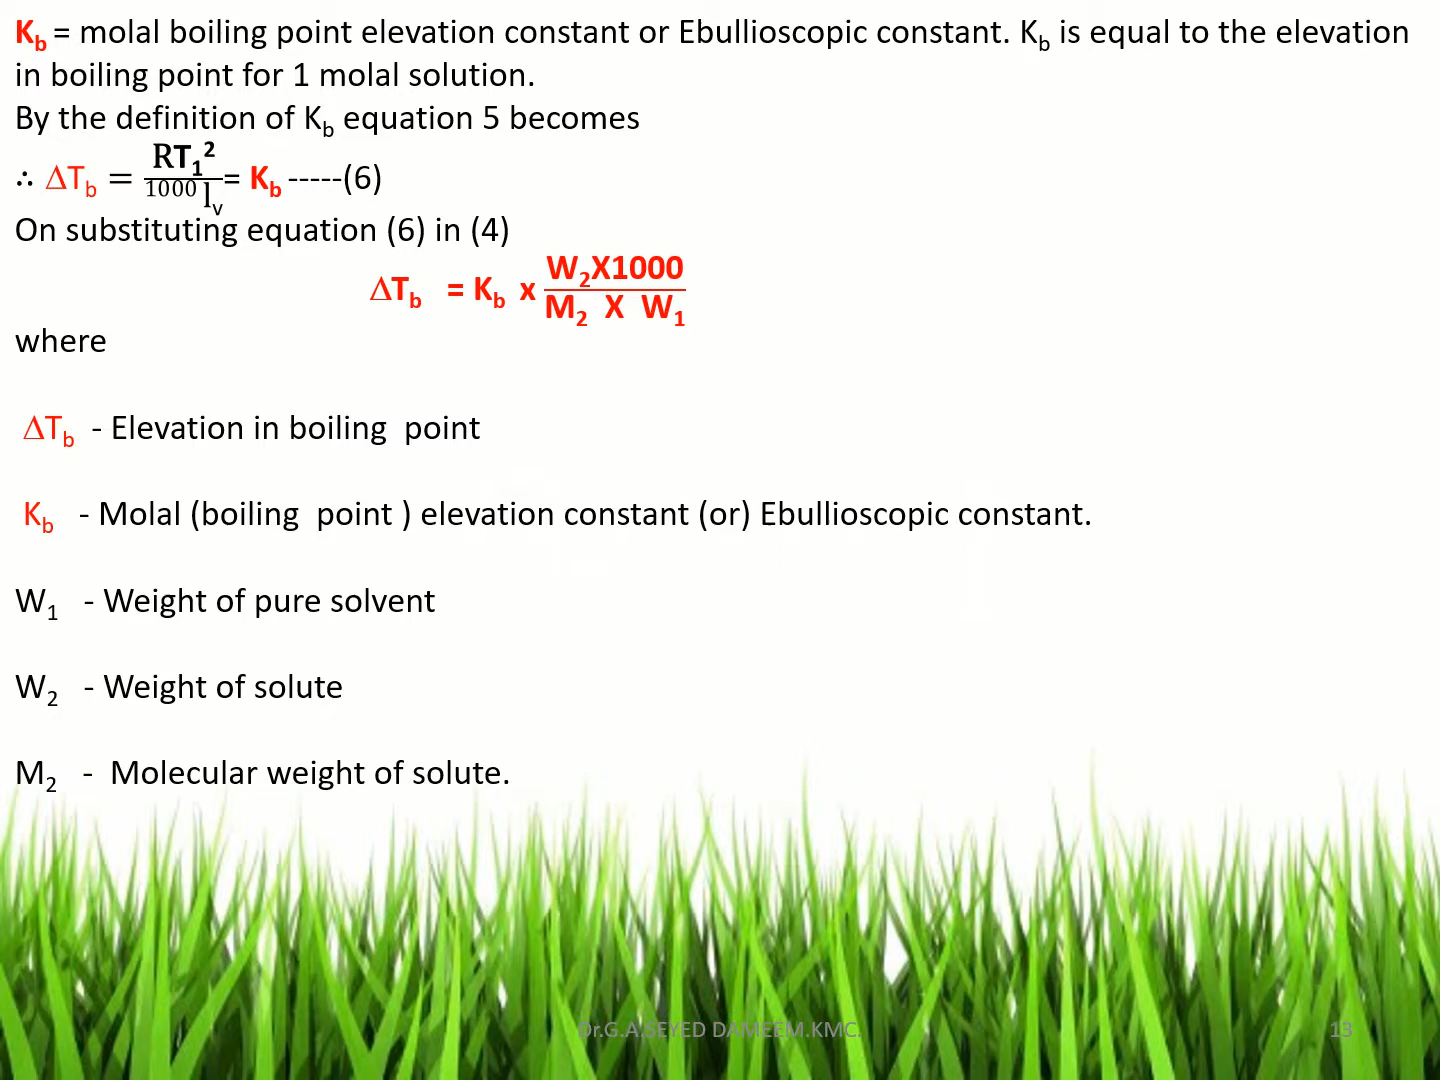 Kb = molal boiling point elevation constant or Ebullioscopic constant. Kb is equal to the elevation
in boiling point for 1 molal solution.
By the definition of Kb equation 5 becomes
∴ ∆Tb = RT₁²/1000 lv = Kb -----(6)
On substituting equation (6) in (4)
∆Tb = Kb x W₂X1000/M₂ X W₁
where
∆Tb - Elevation in boiling point
Kb - Molal (boiling point ) elevation constant (or) Ebullioscopic constant.
W₁ - Weight of pure solvent
W₂ - Weight of solute
M₂ - Molecular weight of solute.
Dr.G.A.SEYED DAMEEM.KMC. 13